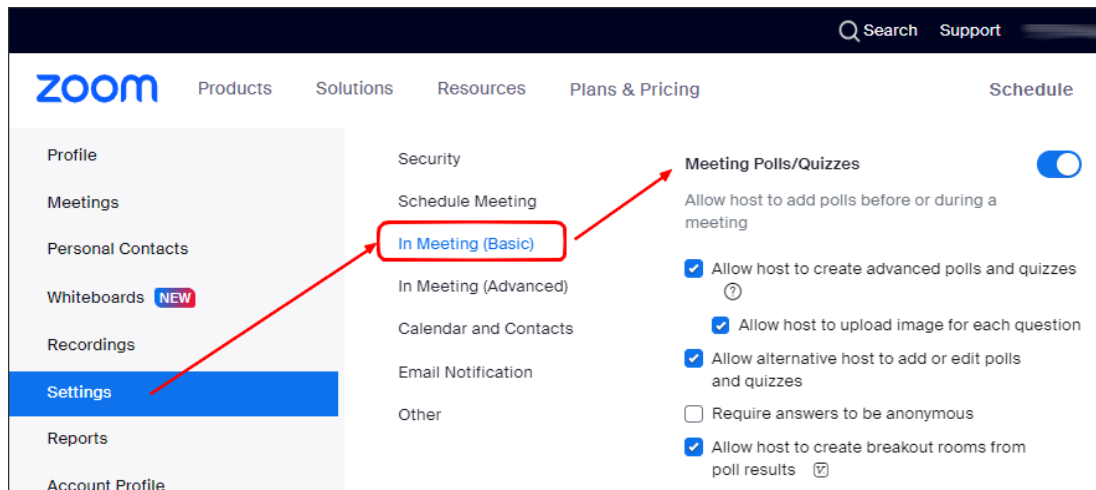 Search Support
zoom Products Solutions Resources Plans & Pricing Schedule
Profile
Meetings
Personal Contacts
Whiteboards NEW
Recordings
Settings
Reports
Account Profile
Security
Schedule Meeting
In Meeting (Basic)
In Meeting (Advanced)
Calendar and Contacts
Email Notification
Other
Meeting Polls/Quizzes
Allow host to add polls before or during a
meeting
Allow host to create advanced polls and quizzes
?
Allow host to upload image for each question
Allow alternative host to add or edit polls
and quizzes
Require answers to be anonymous
Allow host to create breakout rooms from
poll results